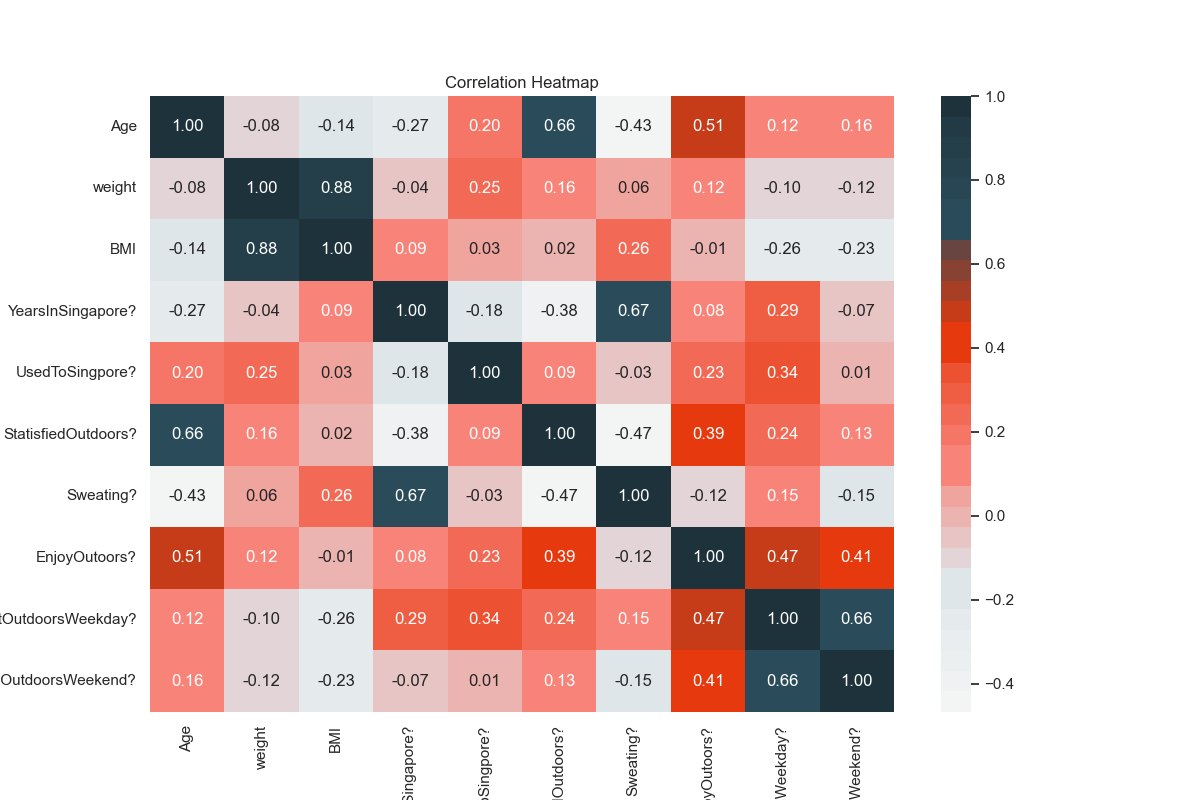 Correlation Heatmap
Age 1.00 -0.08 -0.14 -0.27 0.20 0.66 -0.43 0.51 0.12 0.16
weight -0.08 1.00 0.88 -0.04 0.25 0.16 0.06 0.12 -0.10 -0.12
BMI -0.14 0.88 1.00 0.09 0.03 0.02 0.26 -0.01 -0.26 -0.23
YearsInSingapore? -0.27 -0.04 0.09 1.00 -0.18 -0.38 0.67 0.08 0.29 -0.07
UsedToSingpore? 0.20 0.25 0.03 -0.18 1.00 0.09 -0.03 0.23 0.34 0.01
StatisfiedOutdoors? 0.66 0.16 0.02 -0.38 0.09 1.00 -0.47 0.39 0.24 0.13
Sweating? -0.43 0.06 0.26 0.67 -0.03 -0.47 1.00 -0.12 0.15 -0.15
EnjoyOutoors? 0.51 0.12 -0.01 0.08 0.23 0.39 -0.12 1.00 0.47 0.41
tOutdoorsWeekday? 0.12 -0.10 -0.26 0.29 0.34 0.24 0.15 0.47 1.00 0.66
OutdoorsWeekend? 0.16 -0.12 -0.23 -0.07 0.01 0.13 -0.15 0.41 0.66 1.00
Age weight BMI Singapore? oSingpore? dOutdoors? Sweating? yOutoors? Weekday? Weekend?
1.0
0.8
0.6
0.4
0.2
0.0
−0.2
−0.4